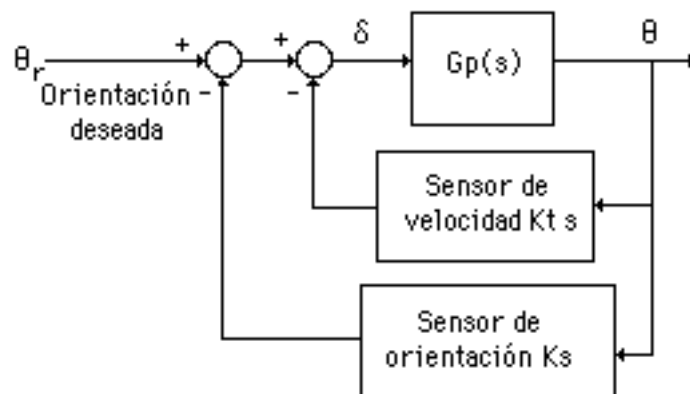 + + δ θ
θr
Gp(s)
Orientación
deseada
- -
Sensor de
velocidad Kt s
Sensor de
orientación Ks